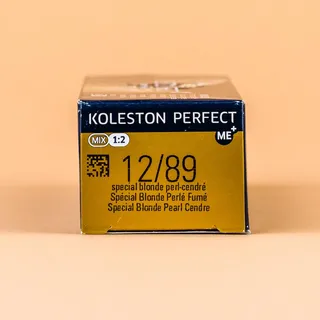 KOLESTON PERFECT
ME+
MIX 1:2
12/89
special blonde perl-cendré
Spécial Blonde Perlé Fumé
Special Blonde Pearl Cendre